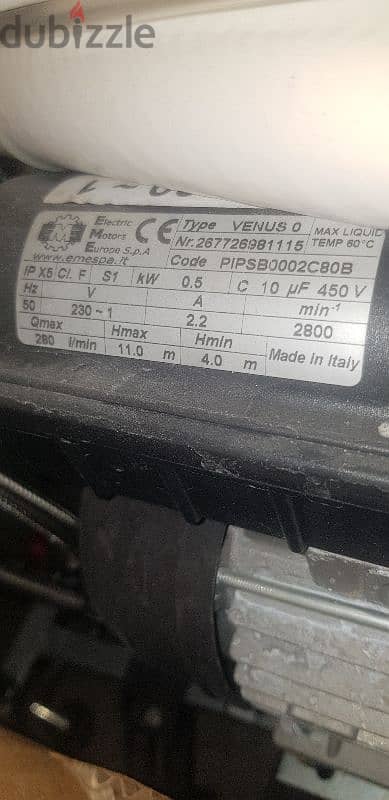 dubizzle
Electric Motors Europe S.p.A
EM
www.emespa.it
CE
Type VENUS 0
Nr. 267726981115
MAX LIQUID
TEMP 60°C
Code PIPSB0002C80B
IP X5 Cl. F S1 kW 0.5 C 10 µF 450 V
Hz V A min-1
50 230 ~ 1 2.2 2800
Qmax Hmax Hmin
280 l/min 11.0 m 4.0 m Made in Italy